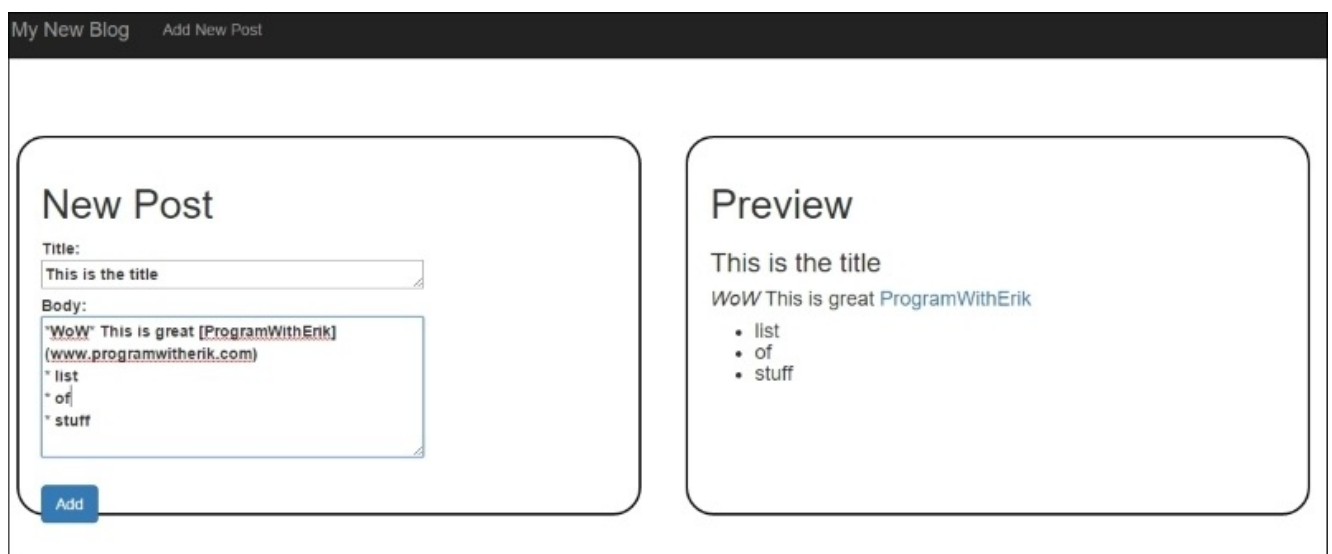 My New Blog Add New Post
New Post
Title:
This is the title
Body:
*WoW* This is great [ProgramWithErik]
(www.programwitherik.com)
* list
* of
* stuff
Add
Preview
This is the title
WoW This is great ProgramWithErik
• list
• of
• stuff